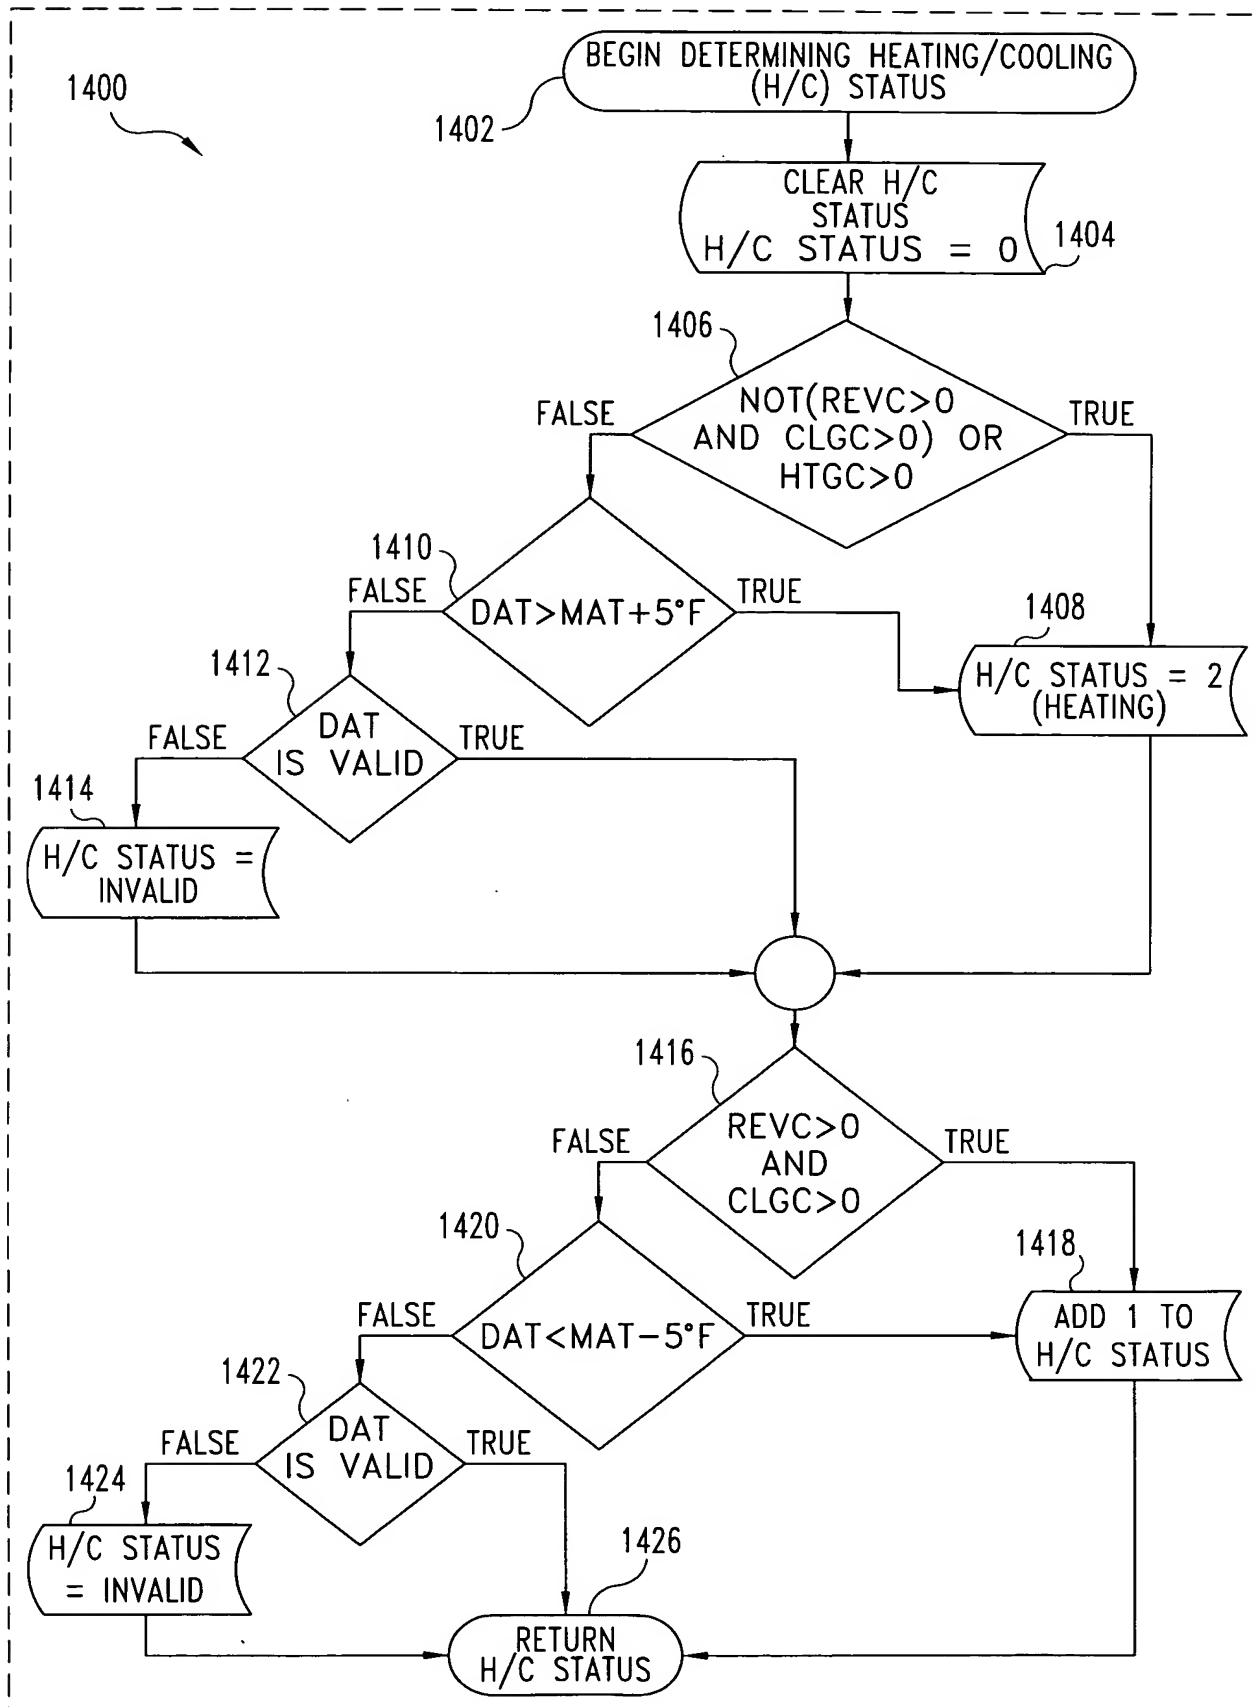 BEGIN DETERMINING HEATING/COOLING
(H/C) STATUS
1400
1402
CLEAR H/C
STATUS
H/C STATUS = 0
1404
1406
NOT(REVC>0
AND CLGC>0) OR
HTGC>0
FALSE
TRUE
1410
DAT>MAT+5°F
FALSE
TRUE
1408
H/C STATUS = 2
(HEATING)
1412
DAT
IS VALID
FALSE
TRUE
1414
H/C STATUS =
INVALID
1416
REVC>0
AND
CLGC>0
FALSE
TRUE
1420
DAT<MAT−5°F
FALSE
TRUE
1418
ADD 1 TO
H/C STATUS
1422
DAT
IS VALID
FALSE
TRUE
1424
H/C STATUS
= INVALID
1426
RETURN
H/C STATUS